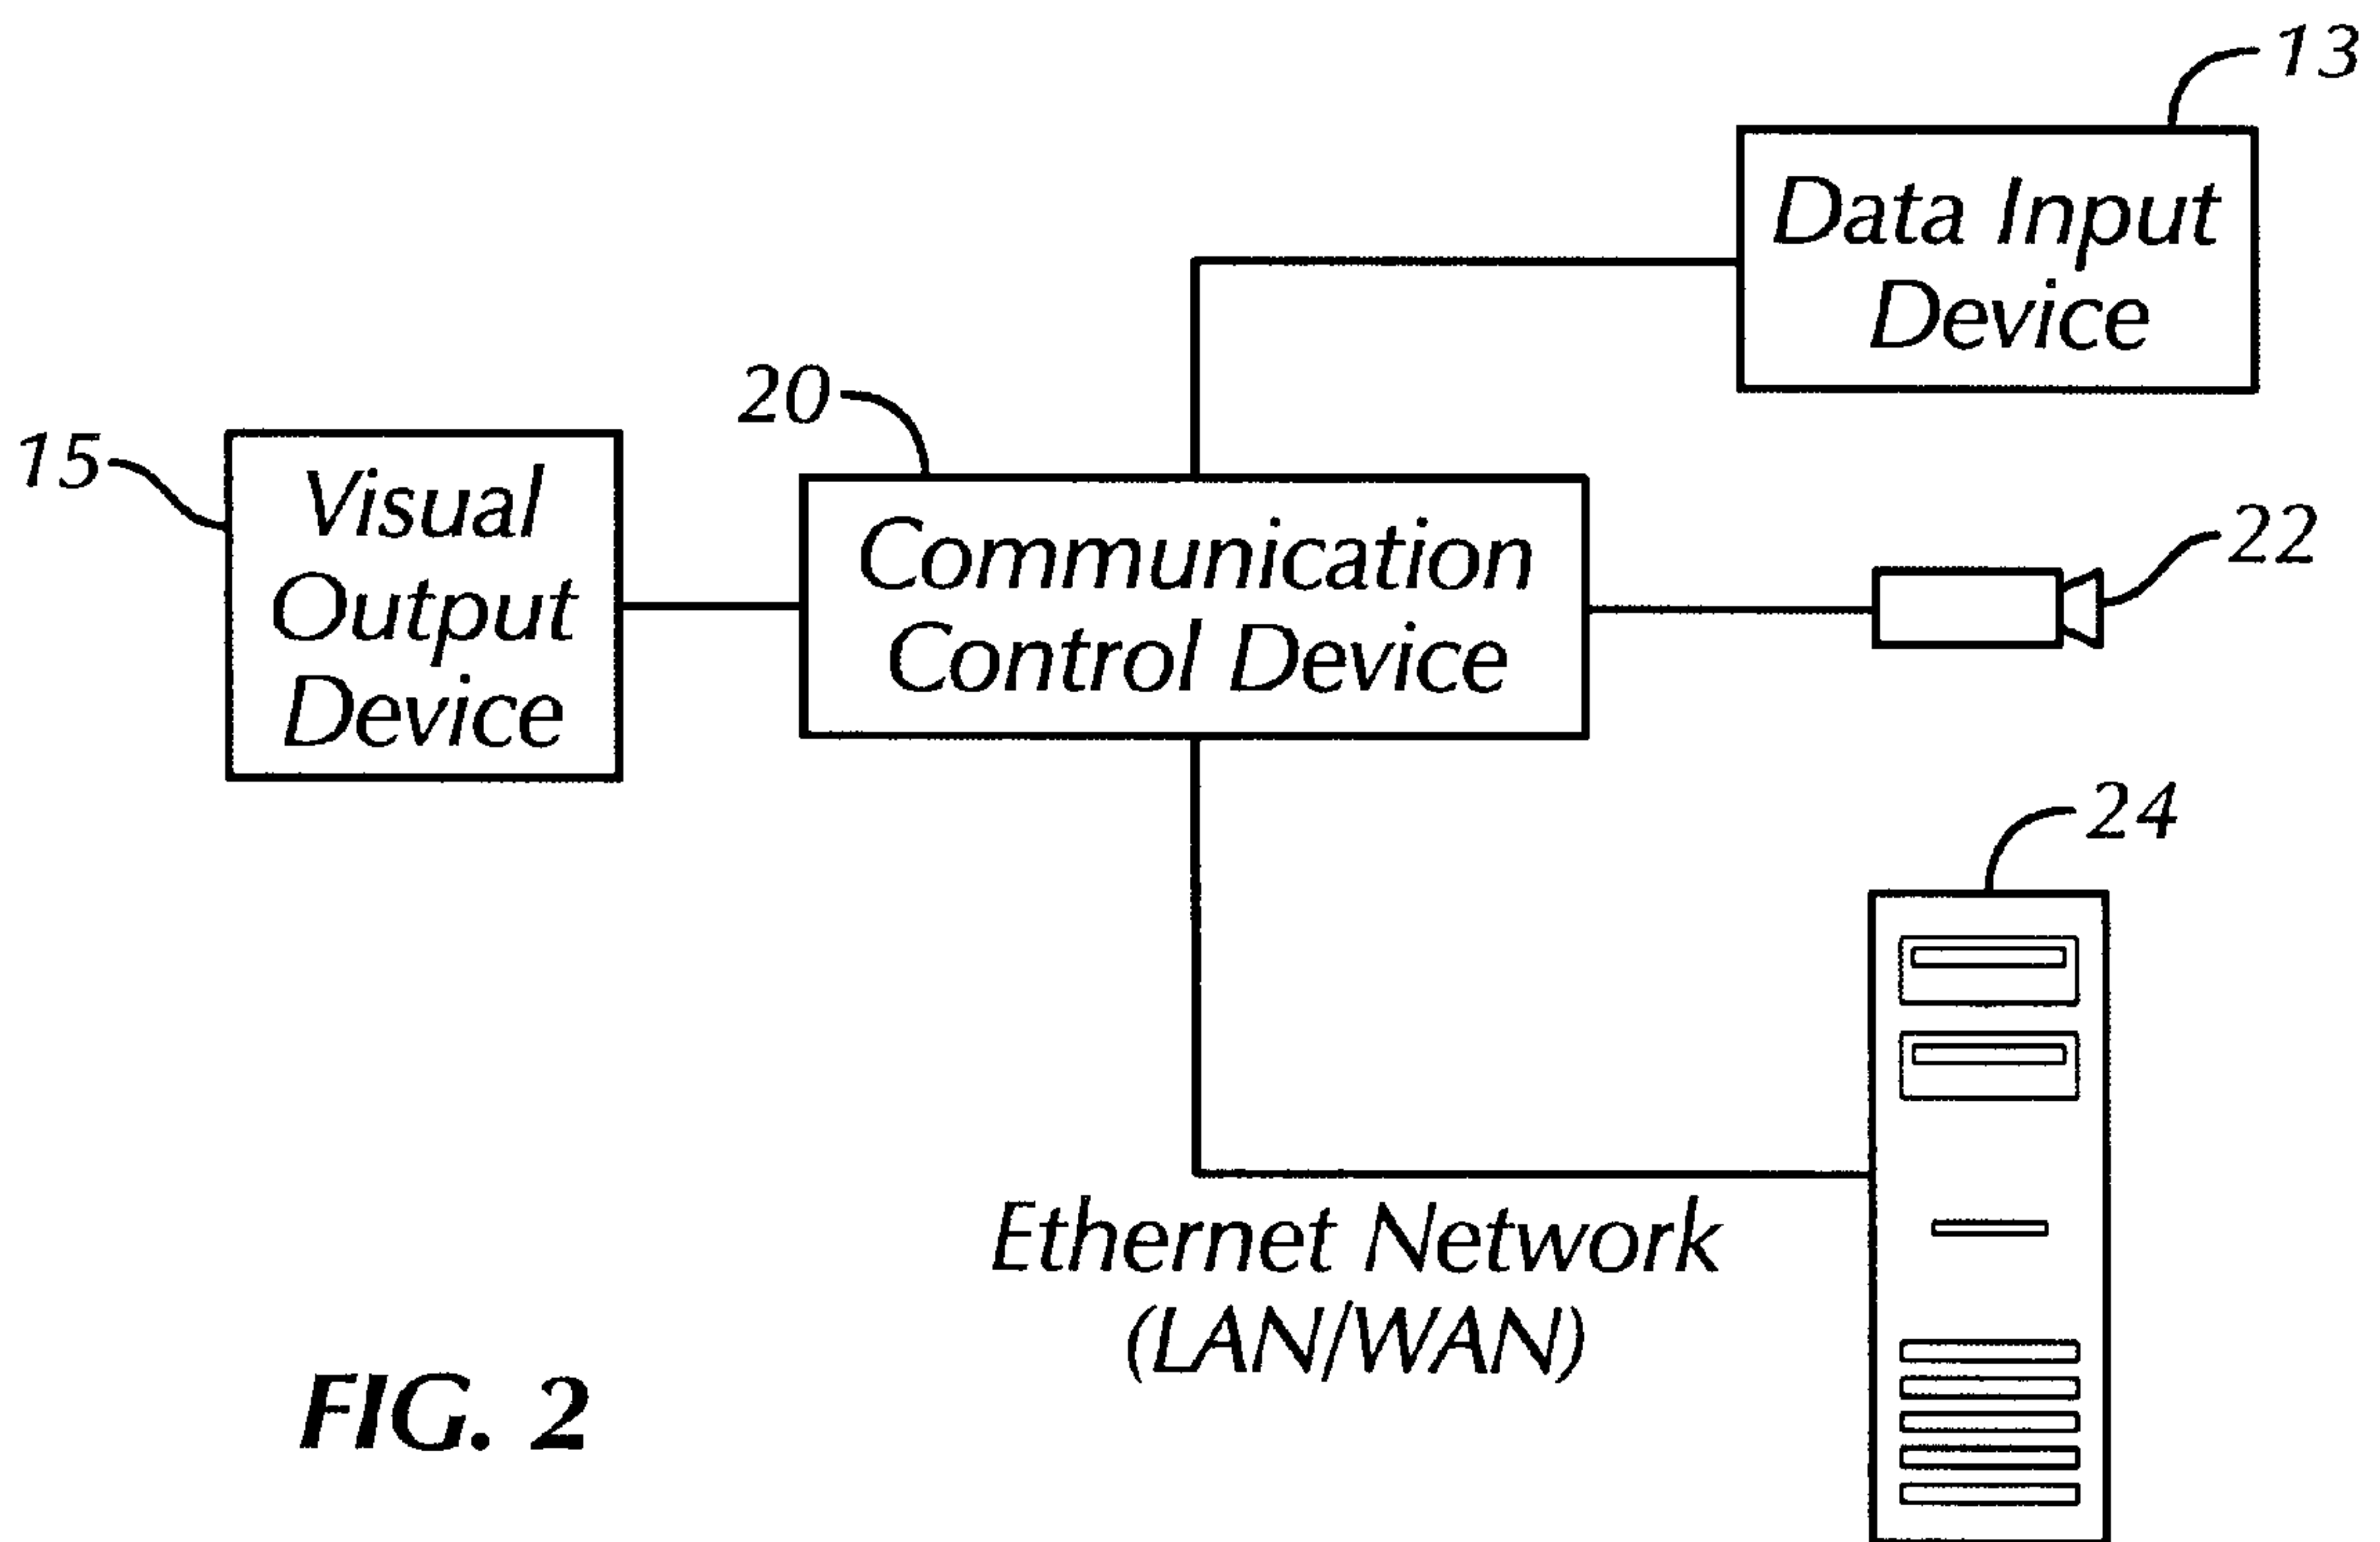 13
Data Input
Device
20
15
Visual
Output
Device
Communication
Control Device
22
24
Ethernet Network
(LAN/WAN)
FIG. 2